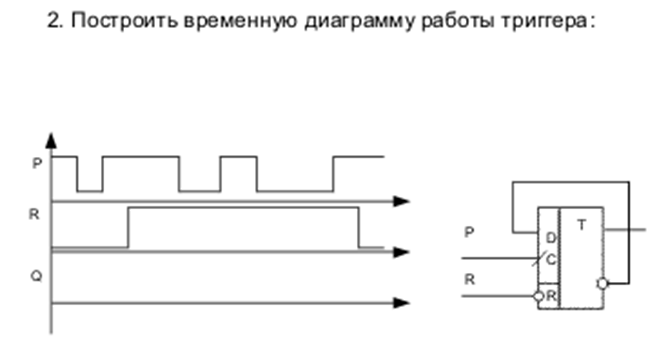 2. Построить временную диаграмму работы триггера:
P
R
Q
P
R
D
C
R
T